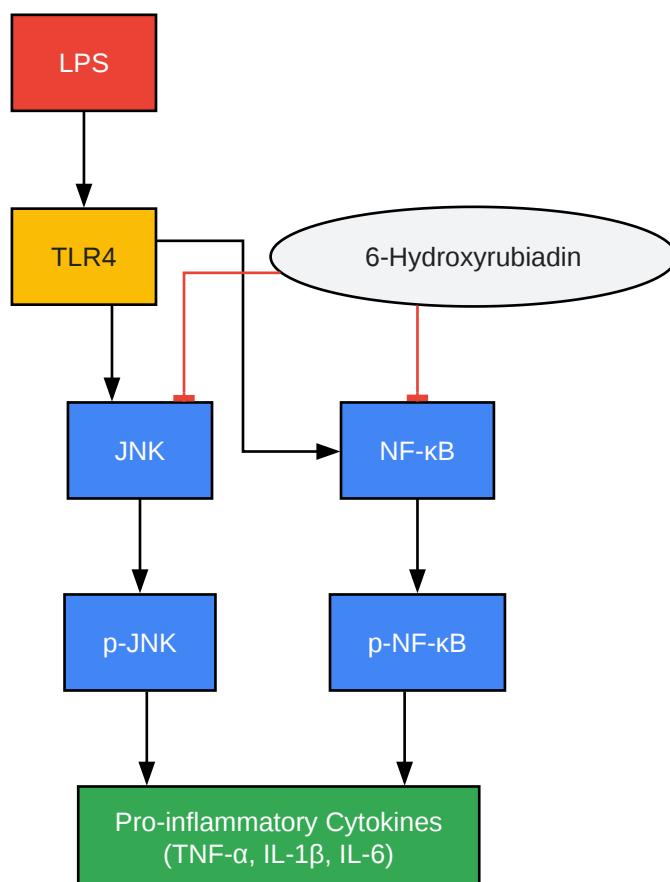 LPS
TLR4
6-Hydroxyrubiadin
JNK
NF-κB
p-JNK
p-NF-κB
Pro-inflammatory Cytokines
(TNF-α, IL-1β, IL-6)